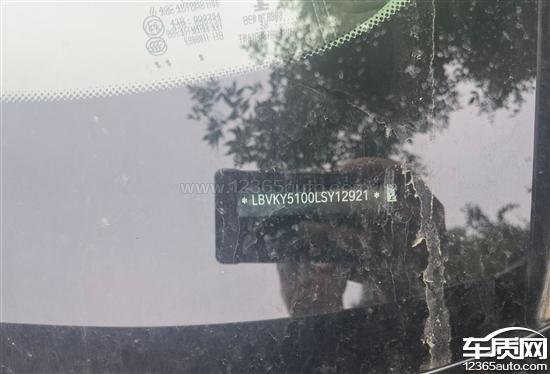 www.12365auto.com
* LBVKY5100LSY12921 *
车质网
12365auto.com